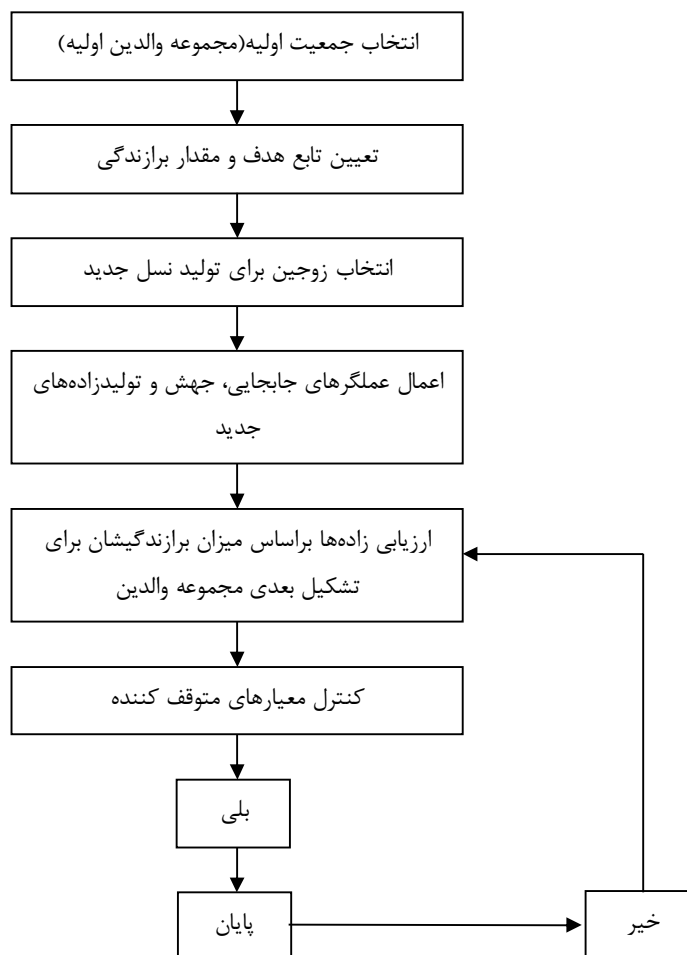 انتخاب جمعیت اولیه(مجموعه والدین اولیه)
تعیین تابع هدف و مقدار برازندگی
انتخاب زوجین برای تولید نسل جدید
اعمال عملگرهای جابجایی، جهش و تولیدزاده‌های
جدید
ارزیابی زاده‌ها براساس میزان برازندگیشان برای
تشکیل بعدی مجموعه والدین
کنترل معیارهای متوقف کننده
بلی
پایان
خیر